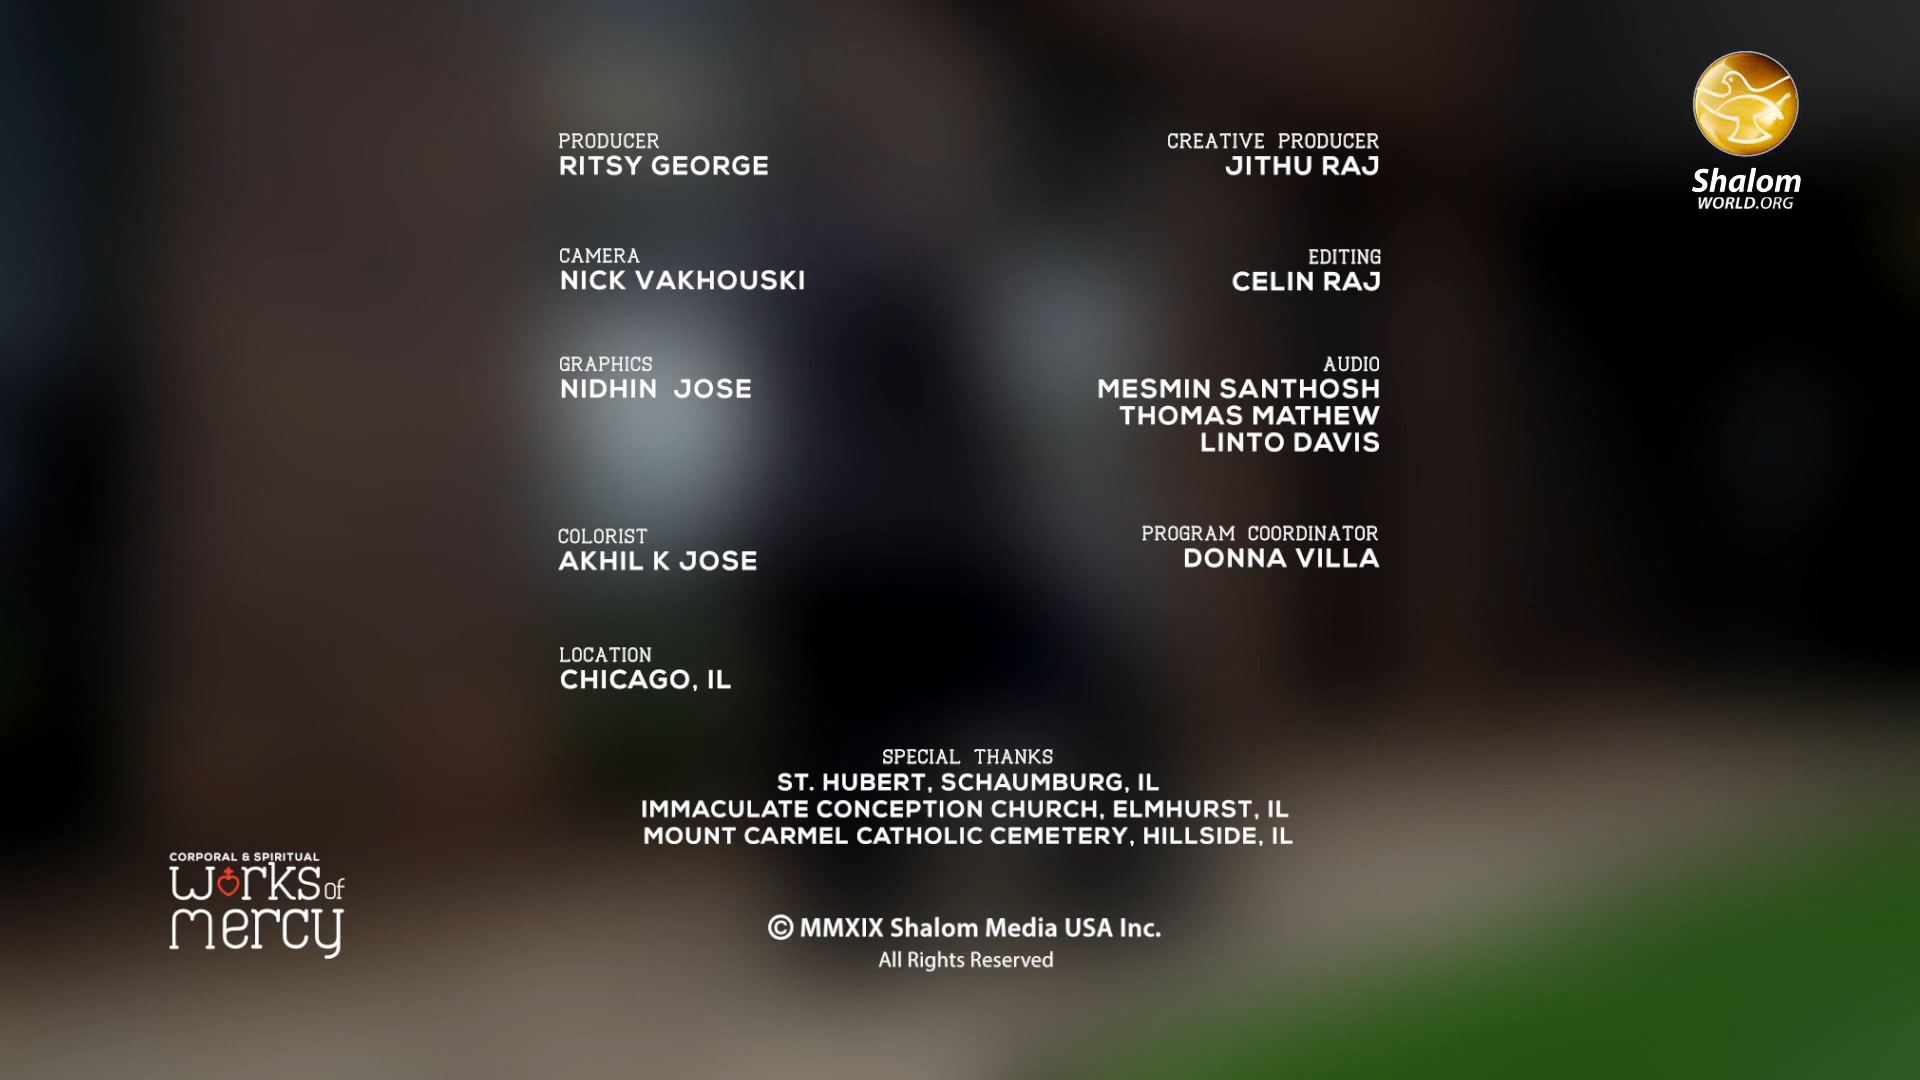 PRODUCER
RITSY GEORGE
CREATIVE PRODUCER
JITHU RAJ
Shalom
WORLD.ORG
CAMERA
NICK VAKHOUSKI
EDITING
CELIN RAJ
GRAPHICS
NIDHIN JOSE
AUDIO
MESMIN SANTHOSH
THOMAS MATHEW
LINTO DAVIS
COLORIST
AKHIL K JOSE
PROGRAM COORDINATOR
DONNA VILLA
LOCATION
CHICAGO, IL
SPECIAL THANKS
ST. HUBERT, SCHAUMBURG, IL
IMMACULATE CONCEPTION CHURCH, ELMHURST, IL
MOUNT CARMEL CATHOLIC CEMETERY, HILLSIDE, IL
CORPORAL & SPIRITUAL
works of
mercy
© MMXIX Shalom Media USA Inc.
All Rights Reserved